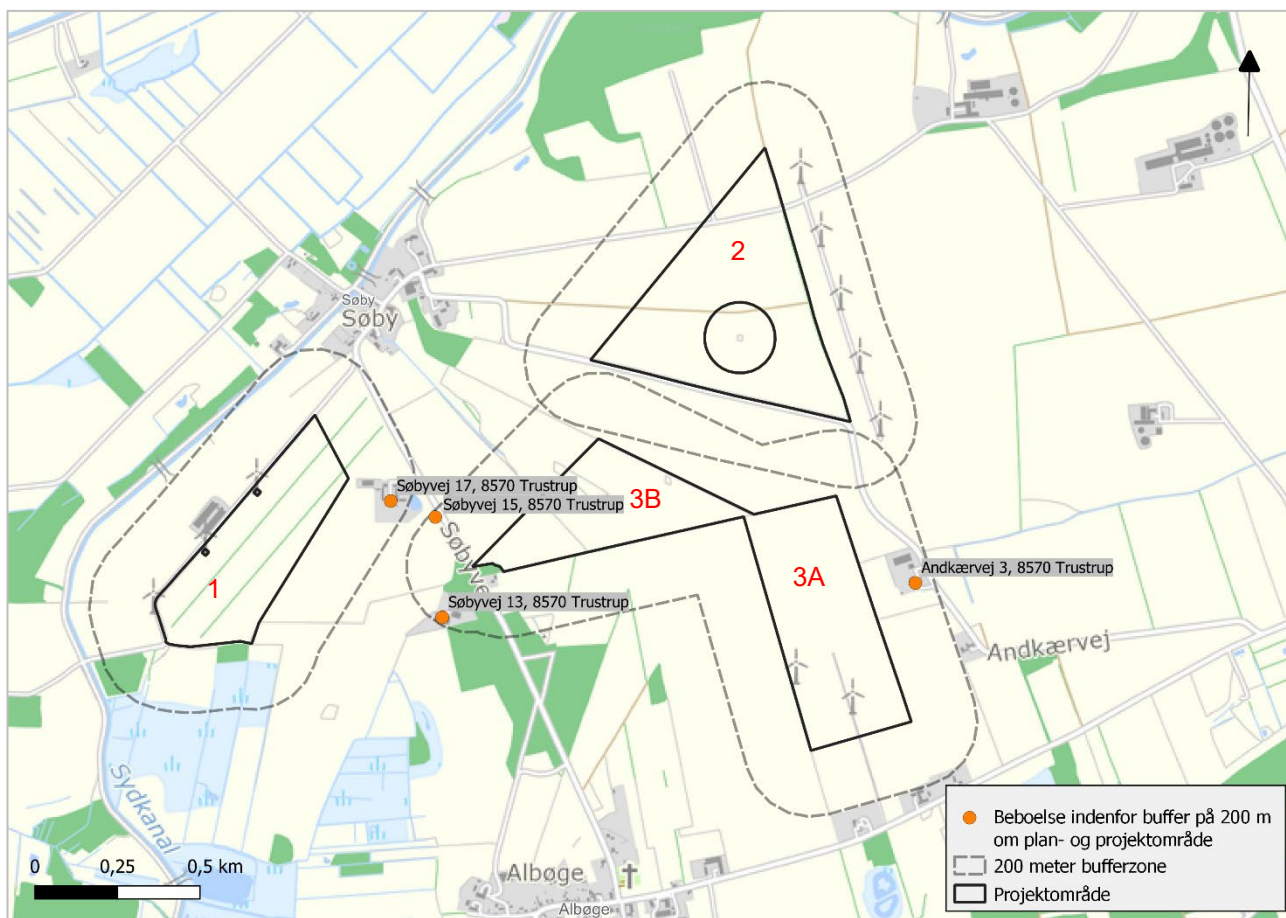 2
Søby
Søby
Søbyvej 17, 8570 Trustrup
Søbyvej 15, 8570 Trustrup
3B
Søbyve
1
3A
Andkærvej 3, 8570 Trustrup
Søbyvej 13, 8570 Trustrup
Andkærvej
Sydkanal
Albøge
Albøge
0 0,25 0,5 km
Beboelse indenfor buffer på 200 m
om plan- og projektområde
200 meter bufferzone
Projektområde